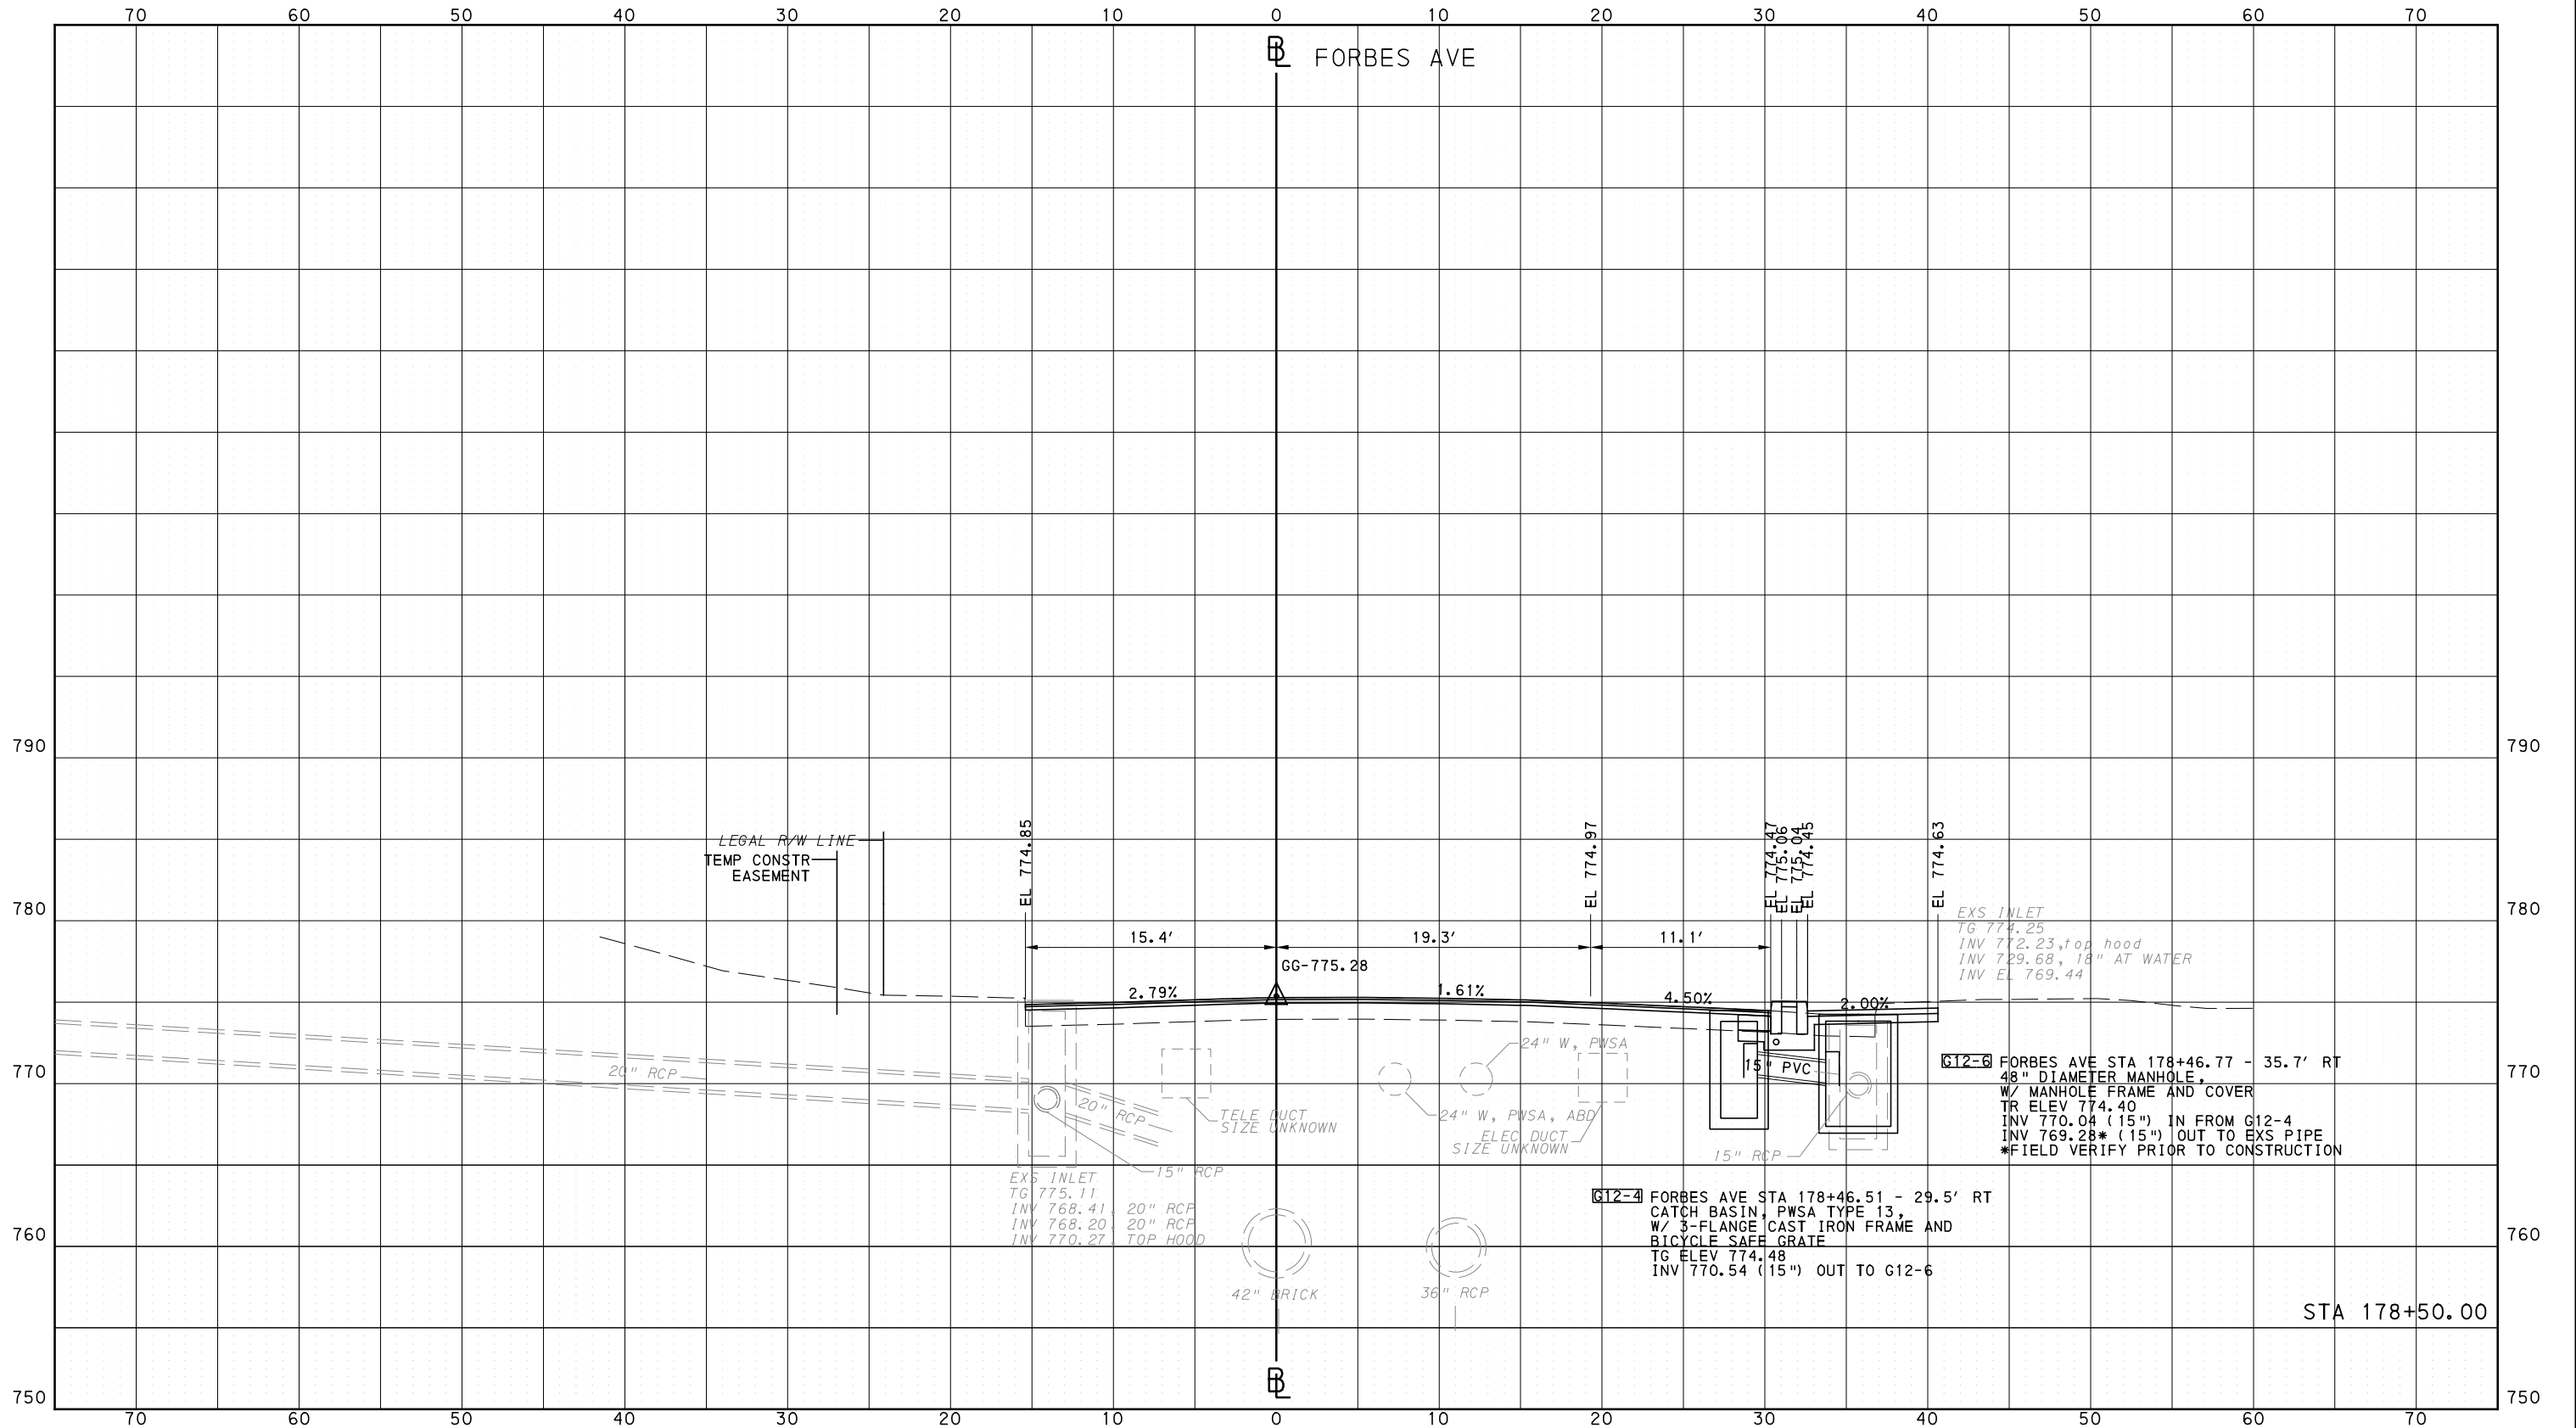 70 60 50 40 30 20 10 0 10 20 30 40 50 60 70
BL FORBES AVE
790 790
LEGAL R/W LINE
TEMP CONSTR
EASEMENT
EL 774.85
EL 774.97
EL 774.47
EL 775.06
EL 775.04
EL 774.45
EL 774.63
780 780
EXS INLET
TG 774.25
INV 772.23,top hood
INV 729.68, 18" AT WATER
INV EL 769.44
15.4' 19.3' 11.1'
GG-775.28
2.79% 1.61% 4.50% 2.00%
770 770
20" RCP
20" RCP
TELE DUCT
SIZE UNKNOWN
24" W, PWSA
24" W, PWSA, ABD
ELEC DUCT
SIZE UNKNOWN
15" PVC
15" RCP
15" RCP
G12-6 FORBES AVE STA 178+46.77 - 35.7' RT
48" DIAMETER MANHOLE,
W/ MANHOLE FRAME AND COVER
TR ELEV 774.40
INV 770.04 (15") IN FROM G12-4
INV 769.28* (15") OUT TO EXS PIPE
*FIELD VERIFY PRIOR TO CONSTRUCTION
EXS INLET
TG 775.11
INV 768.41, 20" RCP
INV 768.20, 20" RCP
INV 770.27, TOP HOOD
G12-4 FORBES AVE STA 178+46.51 - 29.5' RT
CATCH BASIN, PWSA TYPE 13,
W/ 3-FLANGE CAST IRON FRAME AND
BICYCLE SAFE GRATE
TG ELEV 774.48
INV 770.54 (15") OUT TO G12-6
760 760
42" BRICK
36" RCP
STA 178+50.00
BL
750 750
70 60 50 40 30 20 10 0 10 20 30 40 50 60 70